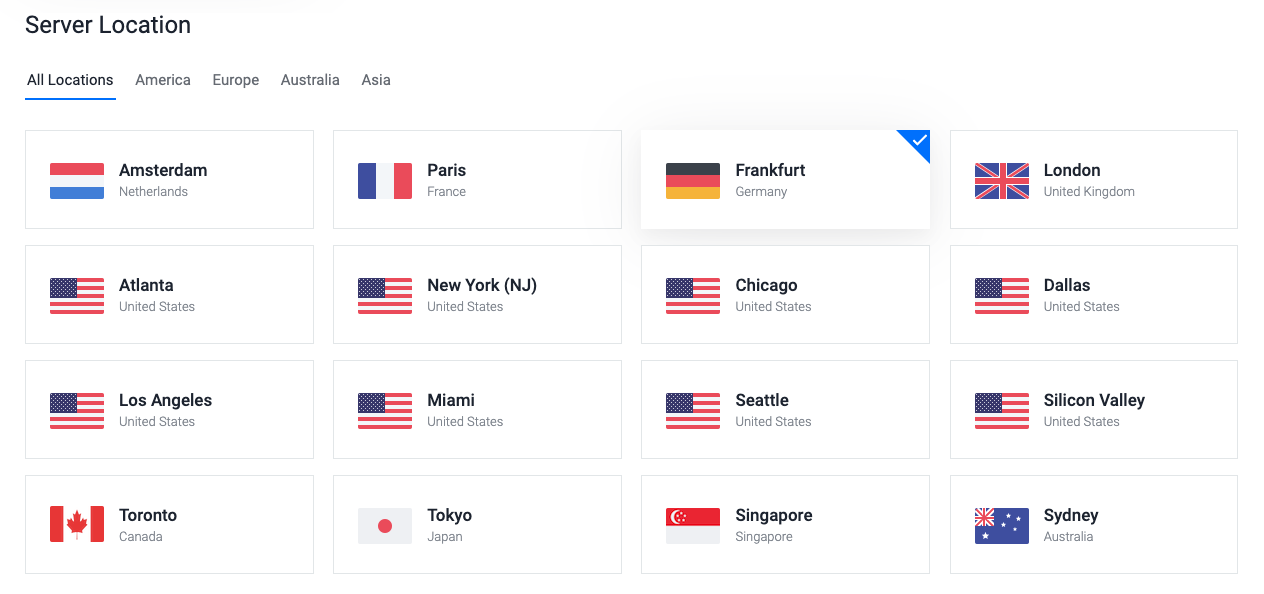 Server Location
All Locations America Europe Australia Asia
Amsterdam
Netherlands
Paris
France
Frankfurt
Germany
London
United Kingdom
Atlanta
United States
New York (NJ)
United States
Chicago
United States
Dallas
United States
Los Angeles
United States
Miami
United States
Seattle
United States
Silicon Valley
United States
Toronto
Canada
Tokyo
Japan
Singapore
Singapore
Sydney
Australia